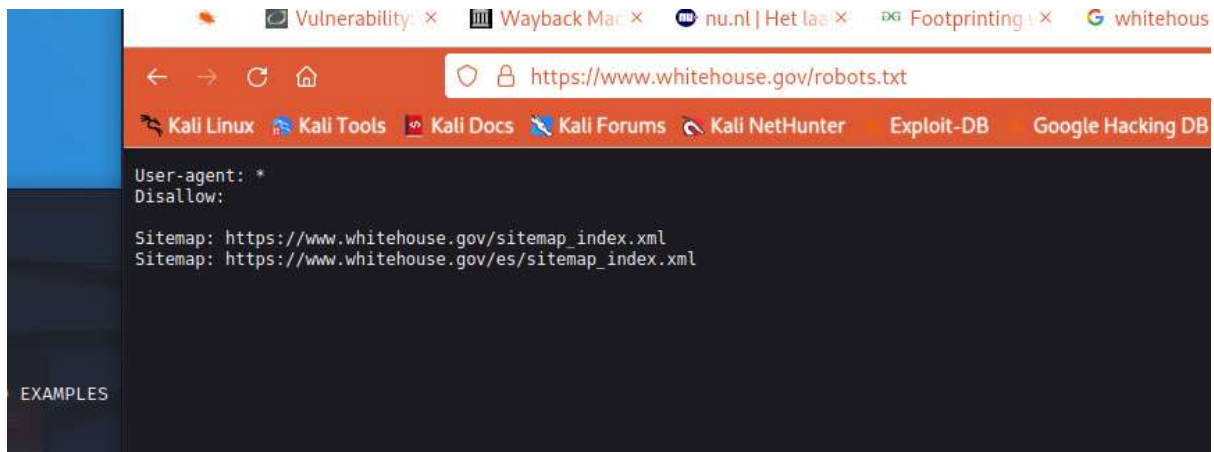 Vulnerability: Wayback Mac nu.nl | Het laa Footprinting whitehous
https://www.whitehouse.gov/robots.txt
Kali Linux Kali Tools Kali Docs Kali Forums Kali NetHunter Exploit-DB Google Hacking DB
User-agent: *
Disallow:
Sitemap: https://www.whitehouse.gov/sitemap_index.xml
Sitemap: https://www.whitehouse.gov/es/sitemap_index.xml
EXAMPLES